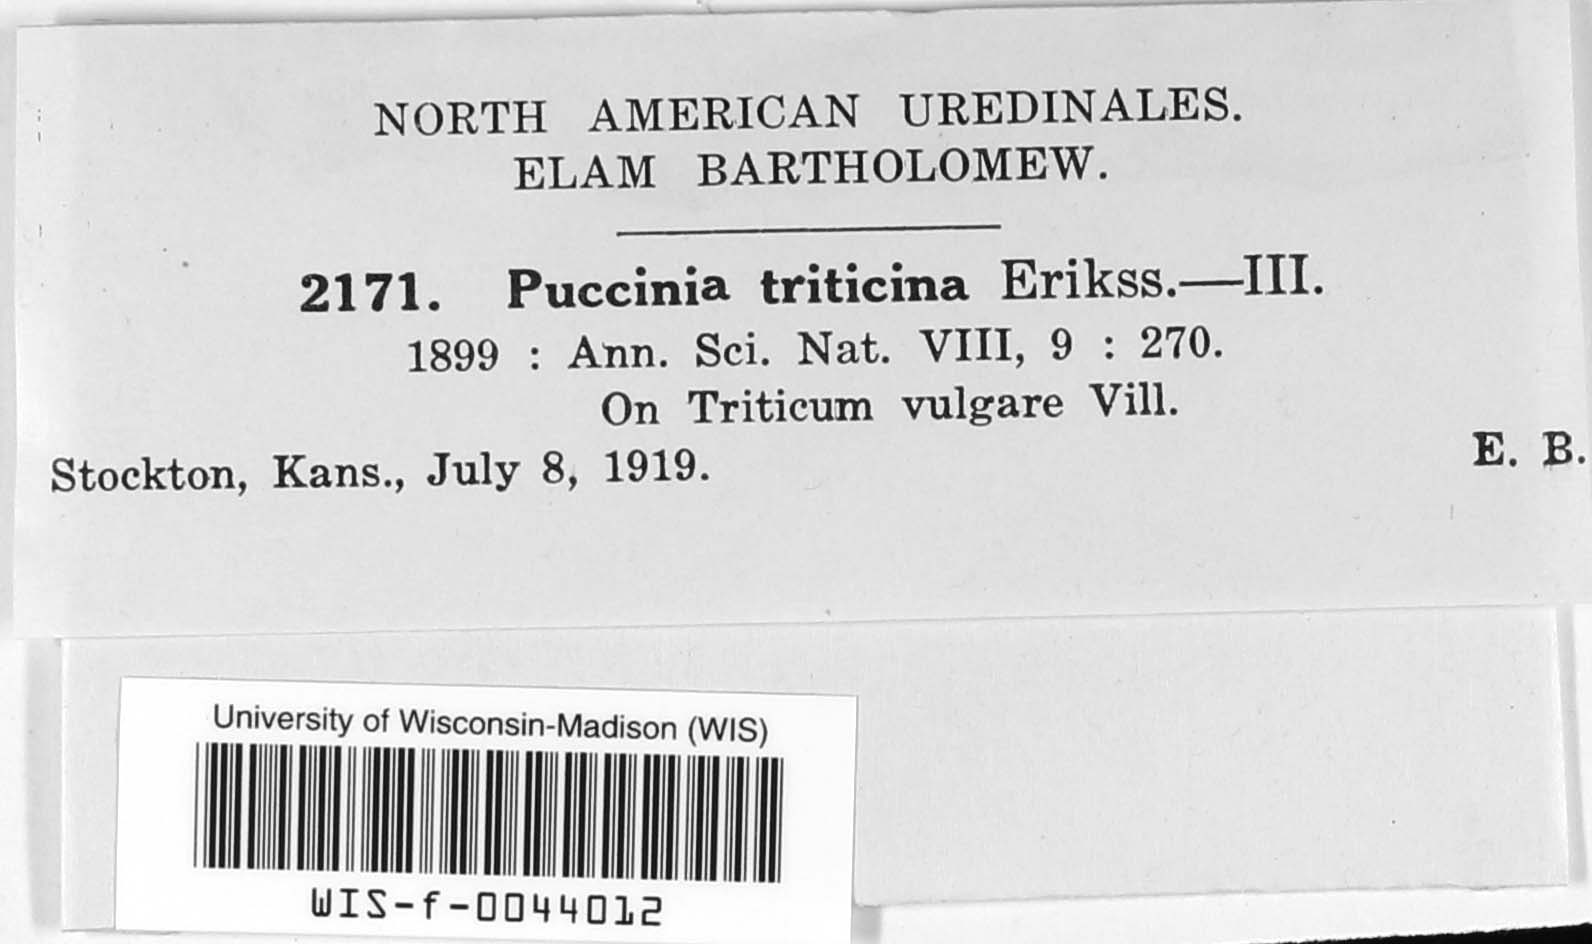 NORTH AMERICAN UREDINALES.
ELAM BARTHOLOMEW.
2171. Puccinia triticina Erikss.—III.
1899 : Ann. Sci. Nat. VIII, 9 : 270.
On Triticum vulgare Vill.
Stockton, Kans., July 8, 1919. E. B.
University of Wisconsin-Madison (WIS)
WIS-f-0044012